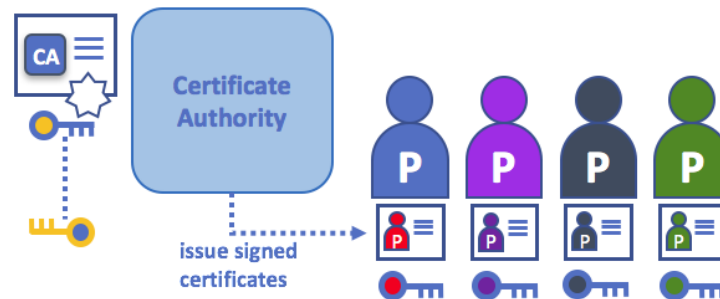 CA
Certificate
Authority
P P P P
issue signed
certificates
P P P P